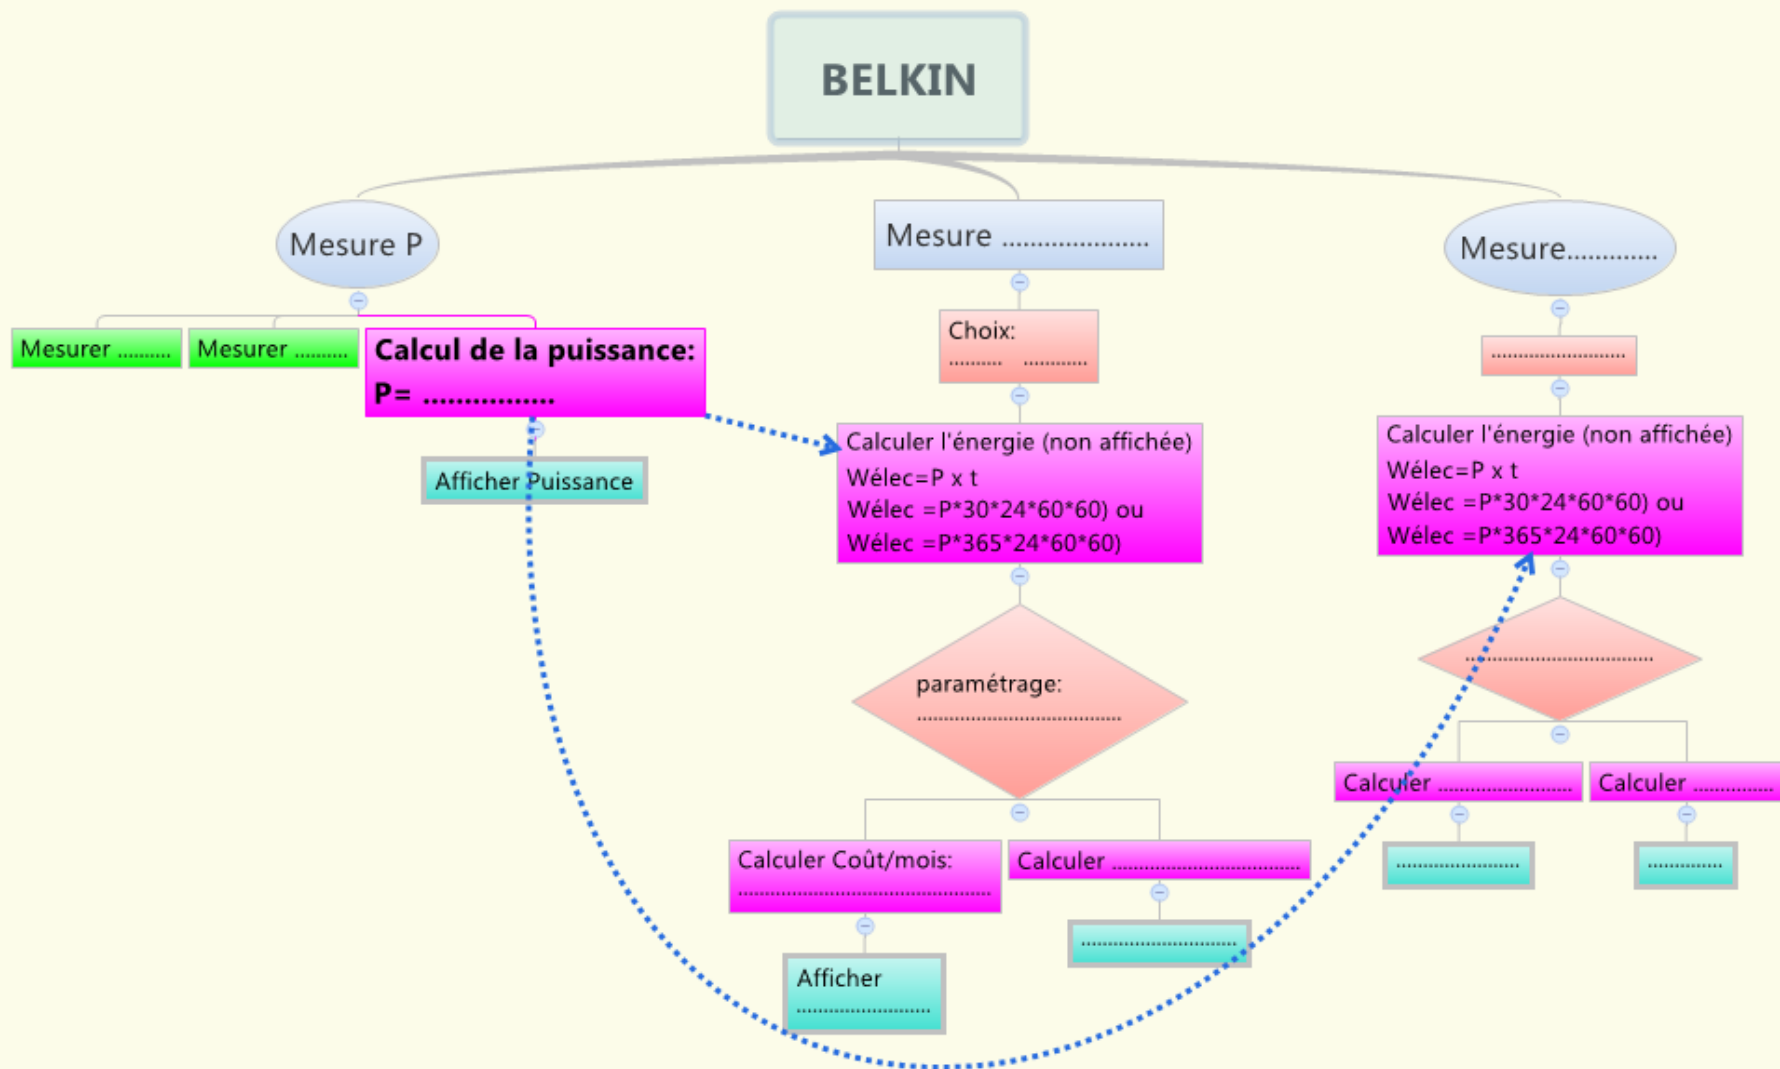 BELKIN
Mesure P
Mesurer ..........
Mesurer ..........
Calcul de la puissance:
P= ................
Afficher Puissance
Mesure .....................
Choix:
.......... ............
Calculer l'énergie (non affichée)
Wélec=P x t
Wélec =P*30*24*60*60) ou
Wélec =P*365*24*60*60)
paramétrage:
......................................
Calculer Coût/mois:
...............................................
Afficher
.........................
Calculer ...................................
.............................
Mesure.............
.........................
Calculer l'énergie (non affichée)
Wélec=P x t
Wélec =P*30*24*60*60) ou
Wélec =P*365*24*60*60)
...................................
Calculer .........................
.......................
Calculer ...............
..............